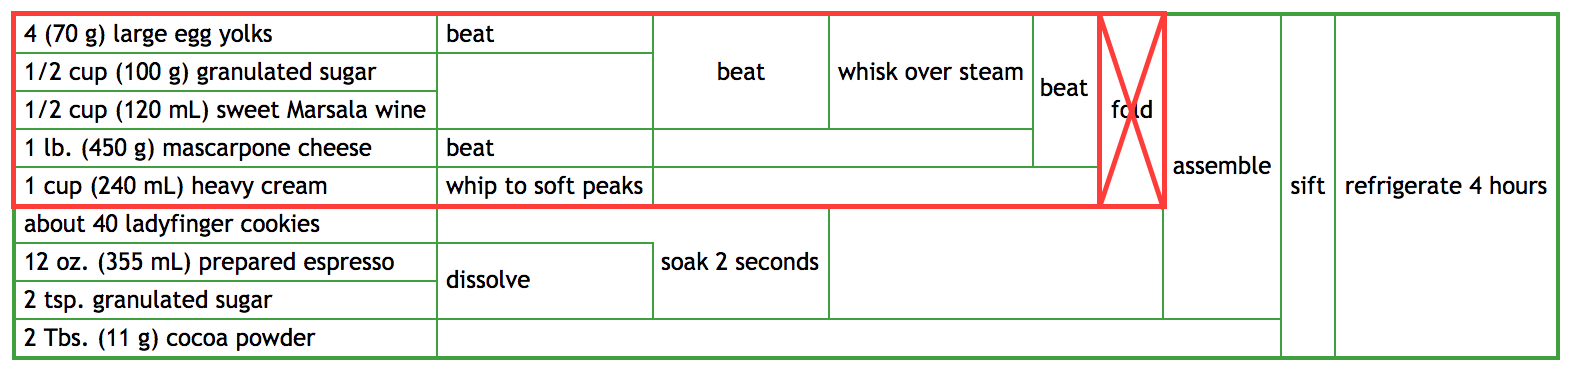 4 (70 g) large egg yolks
beat
1/2 cup (100 g) granulated sugar
beat
whisk over steam
beat
1/2 cup (120 mL) sweet Marsala wine
fold
1 lb. (450 g) mascarpone cheese
beat
assemble
1 cup (240 mL) heavy cream
whip to soft peaks
sift
refrigerate 4 hours
about 40 ladyfinger cookies
12 oz. (355 mL) prepared espresso
dissolve
soak 2 seconds
2 tsp. granulated sugar
2 Tbs. (11 g) cocoa powder